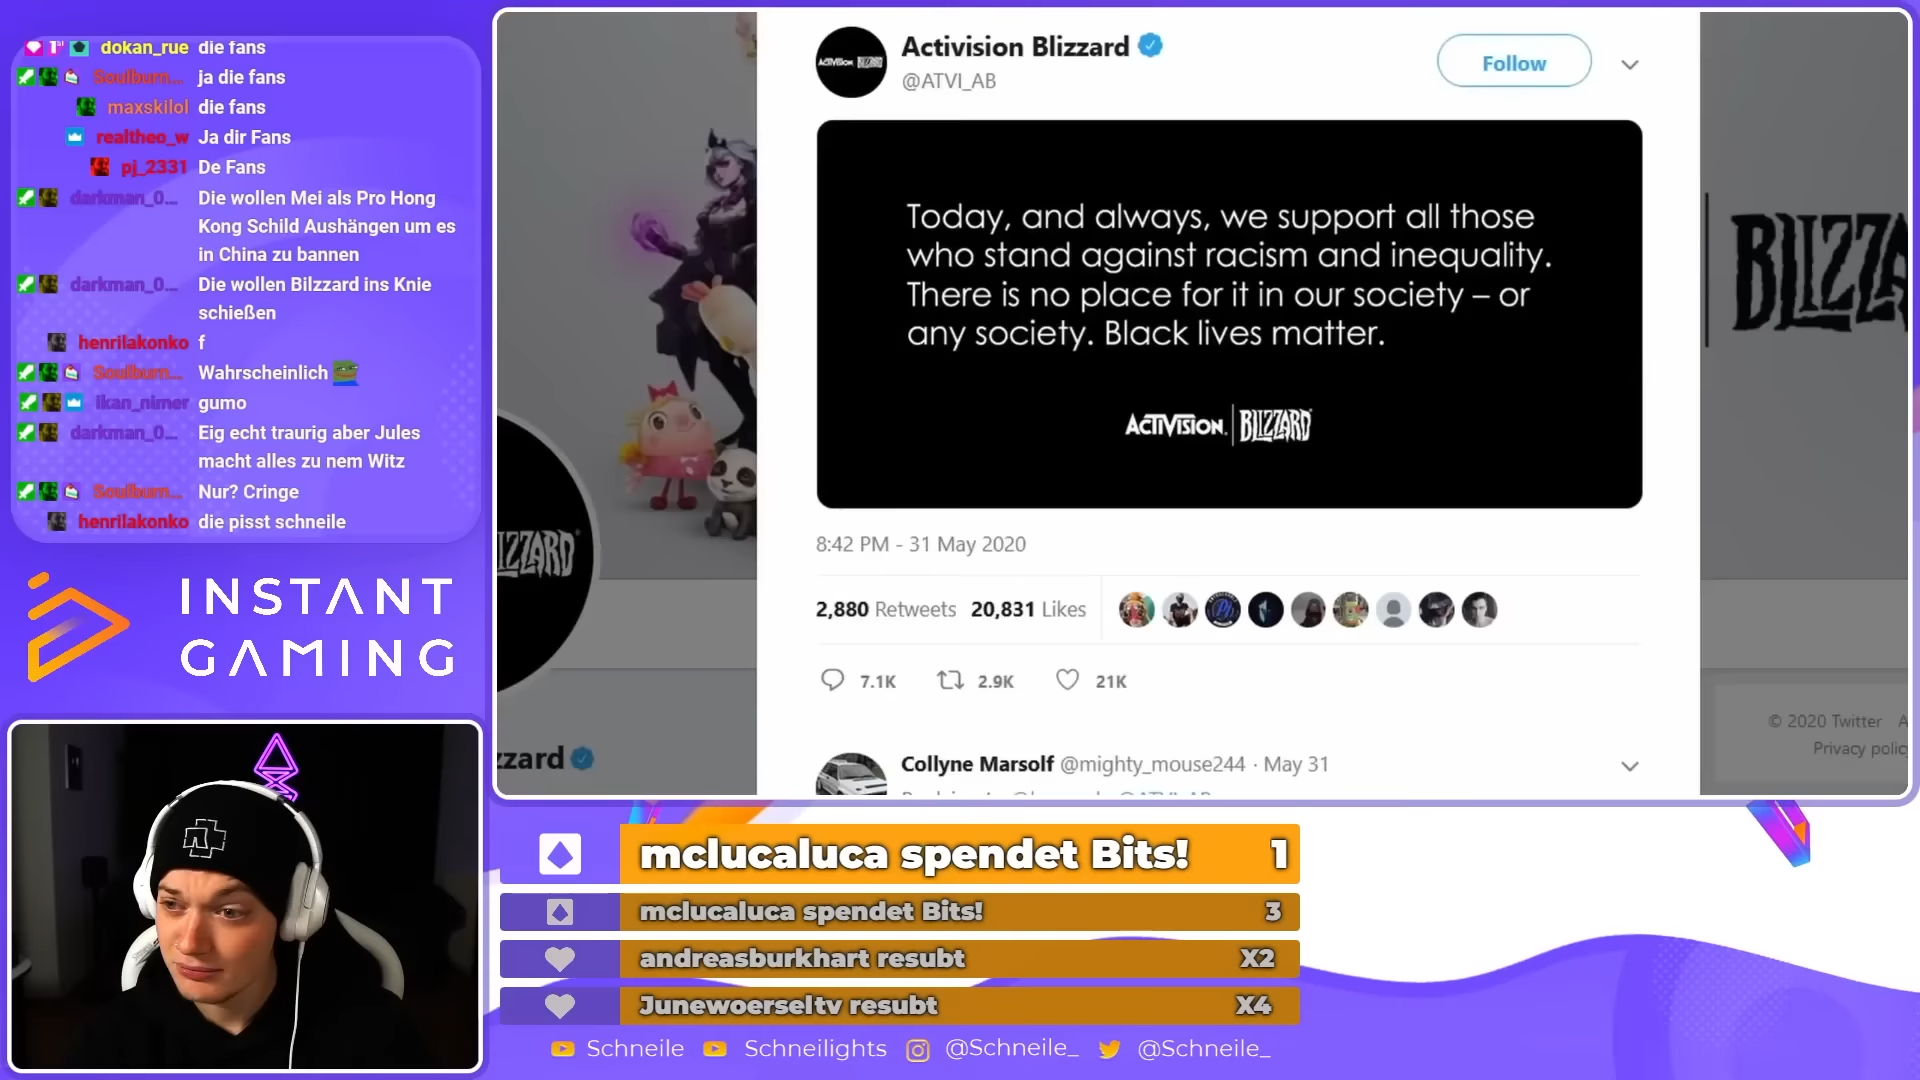 dokan_rue die fans
Soulburn... ja die fans
maxskilol die fans
realtheo_w Ja dir Fans
pj_2331 De Fans
darkman_0... Die wollen Mei als Pro Hong
Kong Schild Aushängen um es
in China zu bannen
darkman_0... Die wollen Bilzzard ins Knie
schießen
henrilakonko f
Soulburn... Wahrscheinlich
ikan_nimer gumo
darkman_0... Eig echt traurig aber Jules
macht alles zu nem Witz
Soulburn... Nur? Cringe
henrilakonko die pisst schneile
INSTANT
GAMING
Activision Blizzard
@ATVI_AB
Follow
Today, and always, we support all those
who stand against racism and inequality.
There is no place for it in our society – or
any society. Black lives matter.
ACTIVISION. BLIZZARD
8:42 PM - 31 May 2020
2,880 Retweets 20,831 Likes
7.1K 2.9K 21K
Collyne Marsolf @mighty_mouse244 · May 31
IZZARD
zzard
BLIZZA
© 2020 Twitter A
Privacy polic
mclucaluca spendet Bits! 1
mclucaluca spendet Bits! 3
andreasburkhart resubt X2
Junewoerseltv resubt X4
Schneile Schneilights @Schneile_ @Schneile_